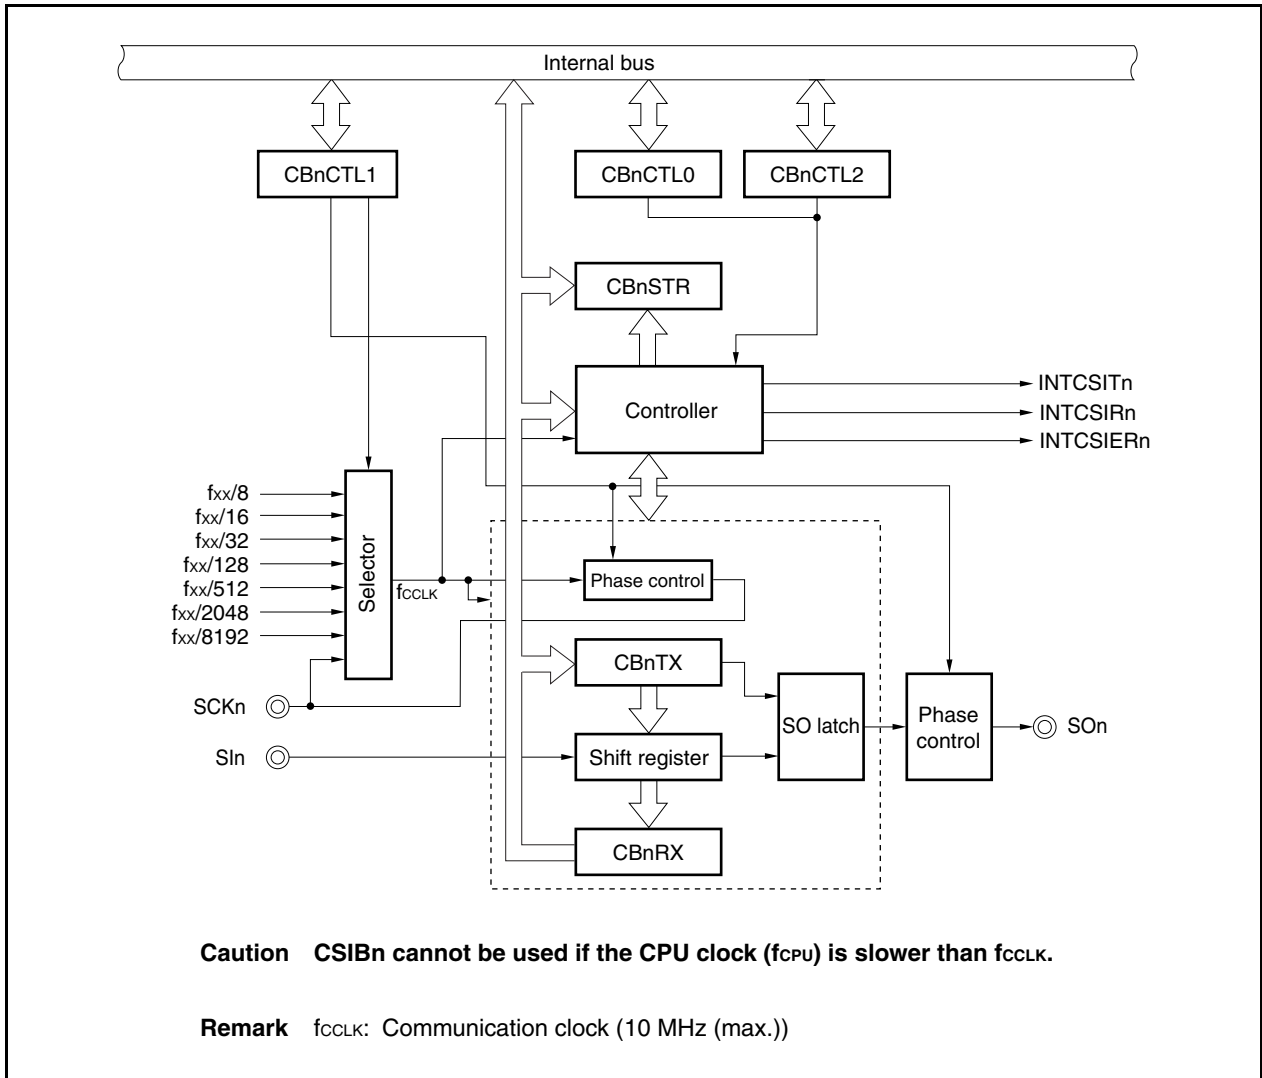 Internal bus
CBnCTL1
CBnCTL0
CBnCTL2
CBnSTR
Controller
INTCSITn
INTCSIRn
INTCSIERn
fxx/8
fxx/16
fxx/32
fxx/128
fxx/512
fxx/2048
fxx/8192
Selector
fCCLK
Phase control
CBnTX
SCKn
SO latch
Phase
control
SOn
SIn
Shift register
CBnRX
Caution CSIBn cannot be used if the CPU clock (fCPU) is slower than fCCLK.
Remark fCCLK: Communication clock (10 MHz (max.))